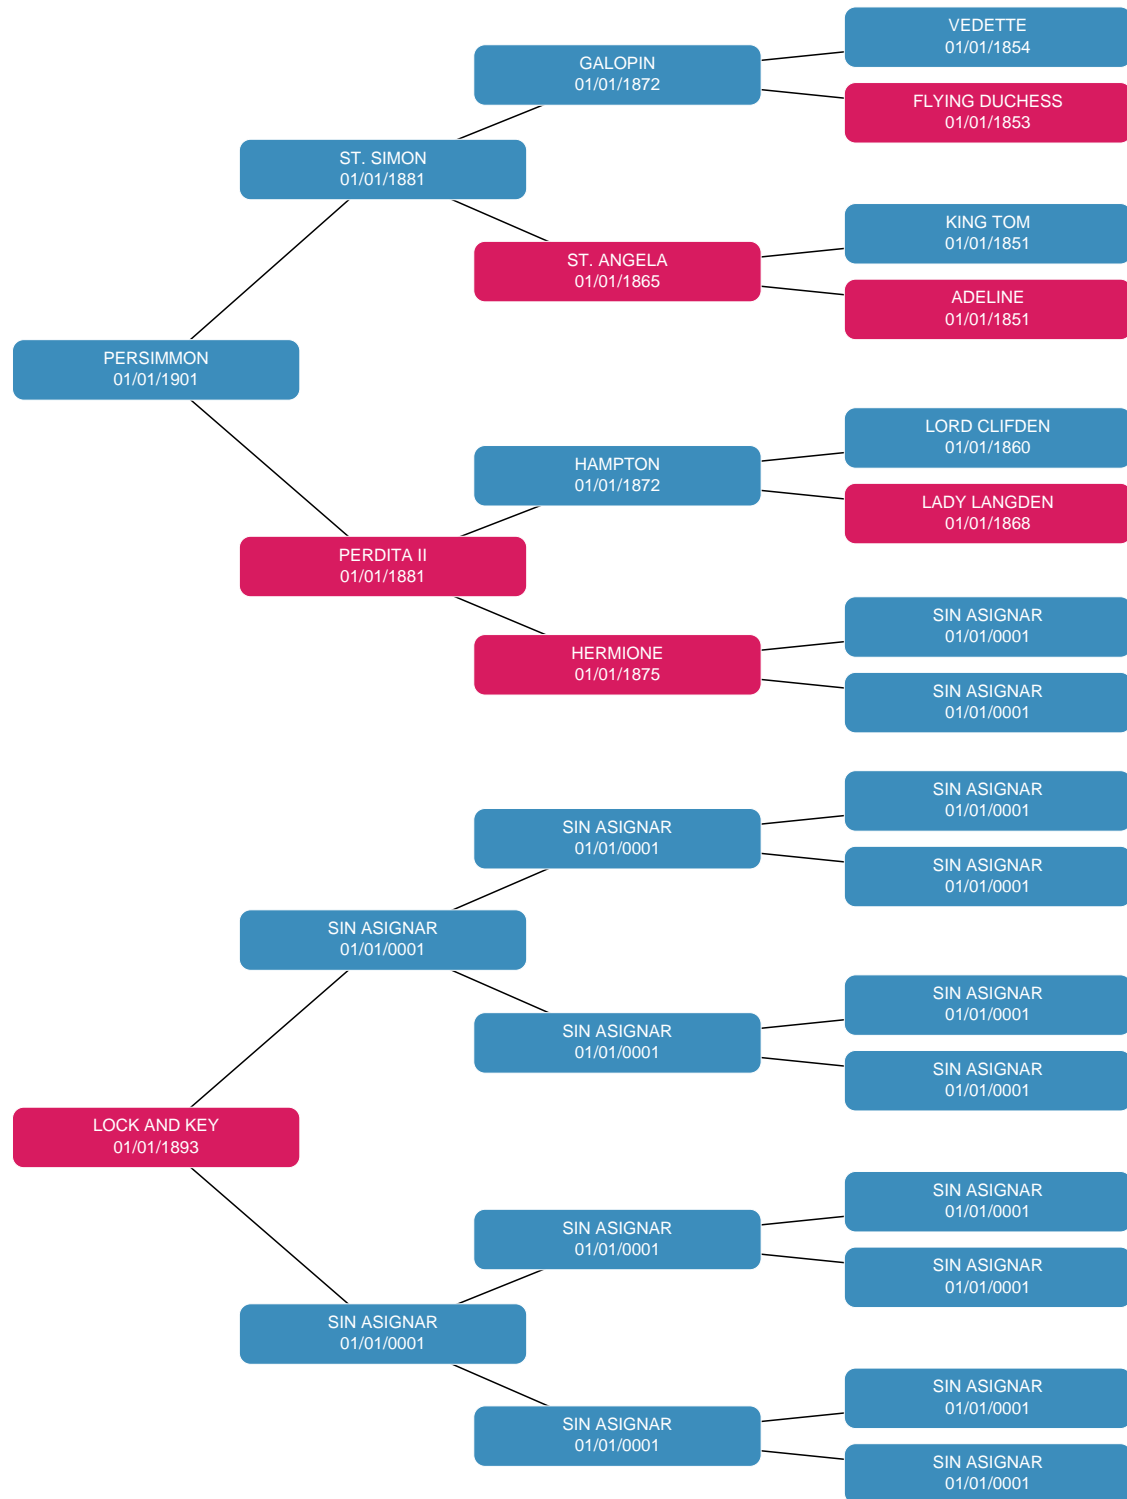 VEDETTE
01/01/1854
GALOPIN
01/01/1872
FLYING DUCHESS
01/01/1853
ST. SIMON
01/01/1881
KING TOM
01/01/1851
ST. ANGELA
01/01/1865
ADELINE
01/01/1851
PERSIMMON
01/01/1901
LORD CLIFDEN
01/01/1860
HAMPTON
01/01/1872
LADY LANGDEN
01/01/1868
PERDITA II
01/01/1881
SIN ASIGNAR
01/01/0001
HERMIONE
01/01/1875
SIN ASIGNAR
01/01/0001
SIN ASIGNAR
01/01/0001
SIN ASIGNAR
01/01/0001
SIN ASIGNAR
01/01/0001
SIN ASIGNAR
01/01/0001
SIN ASIGNAR
01/01/0001
SIN ASIGNAR
01/01/0001
SIN ASIGNAR
01/01/0001
LOCK AND KEY
01/01/1893
SIN ASIGNAR
01/01/0001
SIN ASIGNAR
01/01/0001
SIN ASIGNAR
01/01/0001
SIN ASIGNAR
01/01/0001
SIN ASIGNAR
01/01/0001
SIN ASIGNAR
01/01/0001
SIN ASIGNAR
01/01/0001